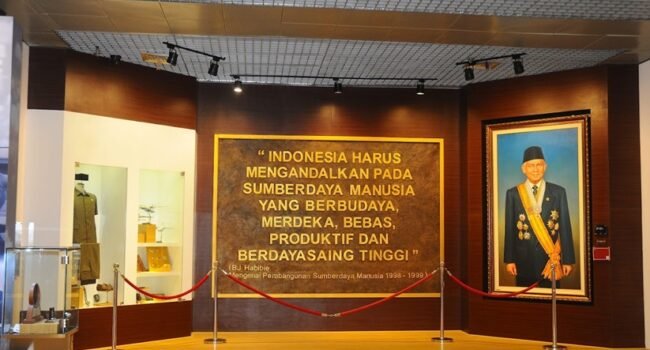 “ INDONESIA HARUS
MENGANDALKAN PADA
SUMBERDAYA MANUSIA
YANG BERBUDAYA,
MERDEKA, BEBAS,
PRODUKTIF DAN
BERDAYASAING TINGGI ”
(BJ Habibie,
Mengenai Pembangunan Sumberdaya Manusia 1998 - 1999)